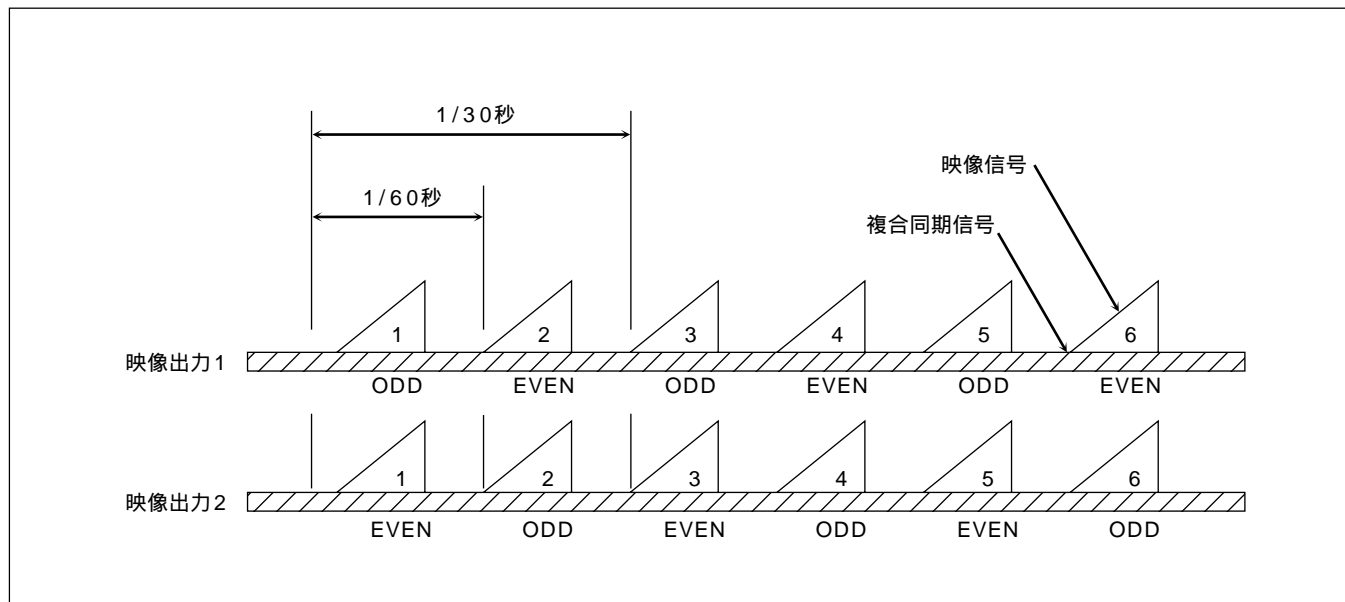 1/30秒
1/60秒
映像信号
複合同期信号
1 2 3 4 5 6
映像出力1
ODD EVEN ODD EVEN ODD EVEN
1 2 3 4 5 6
映像出力2
EVEN ODD EVEN ODD EVEN ODD